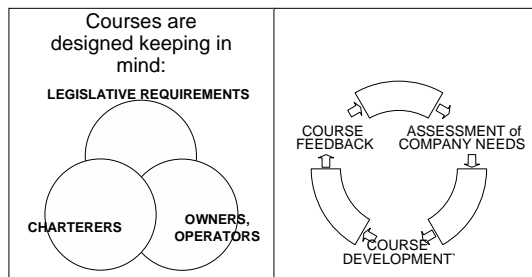 Courses are
designed keeping in
mind:
LEGISLATIVE REQUIREMENTS
CHARTERERS
OWNERS,
OPERATORS
COURSE
FEEDBACK
ASSESSMENT of
COMPANY NEEDS
COURSE
DEVELOPMENT`